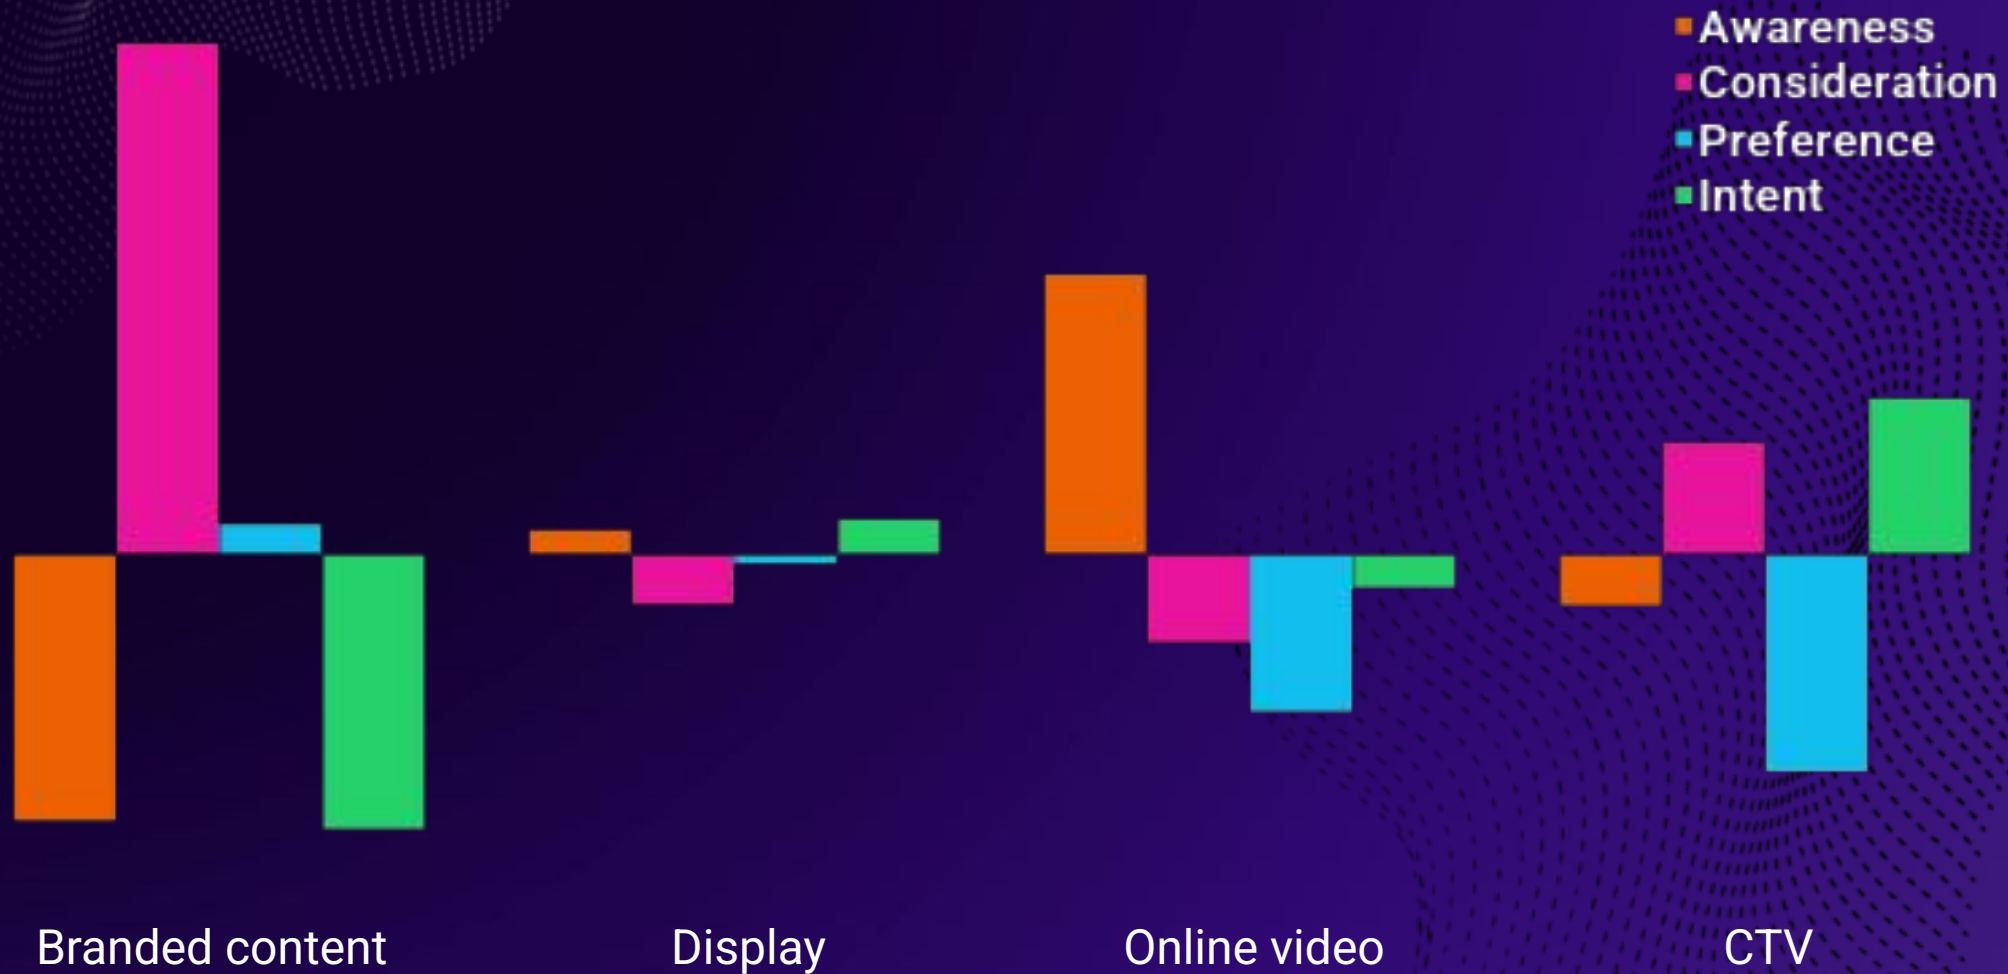 Awareness
Consideration
Preference
Intent
Branded content
Display
Online video
CTV